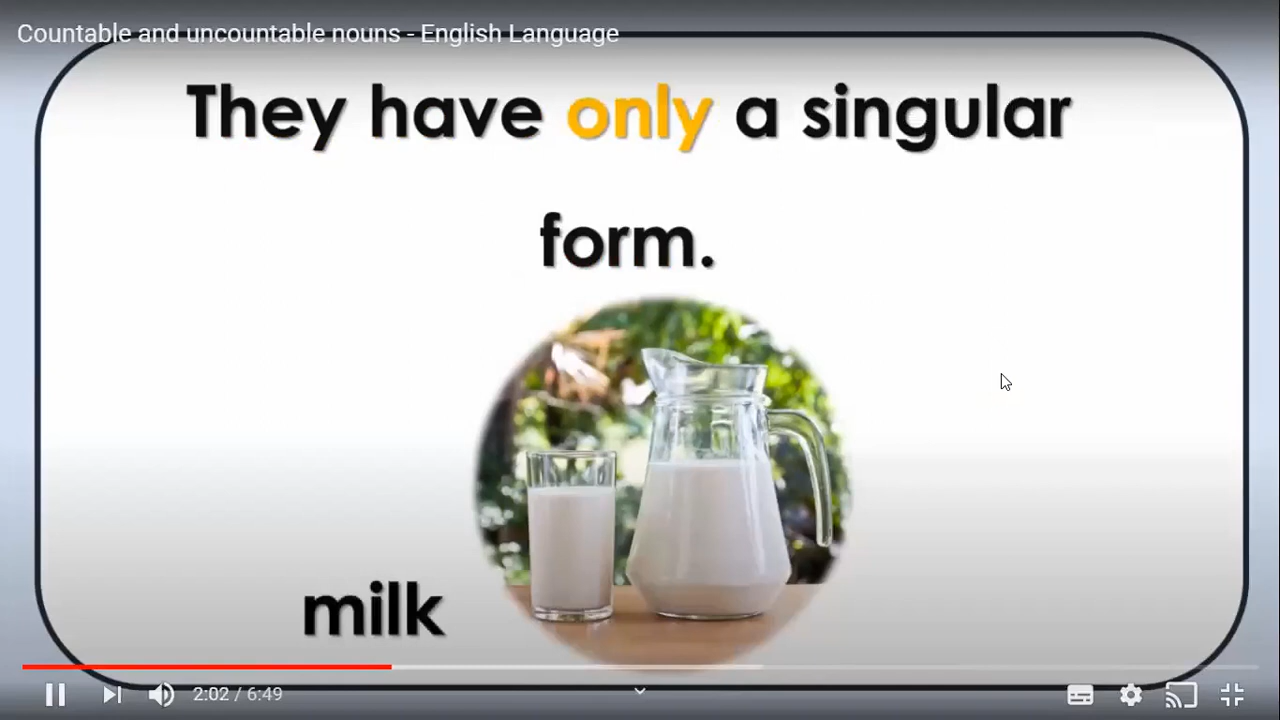 Countable and uncountable nouns - English Language
They have only a singular
form.
milk
2:02 / 6:49